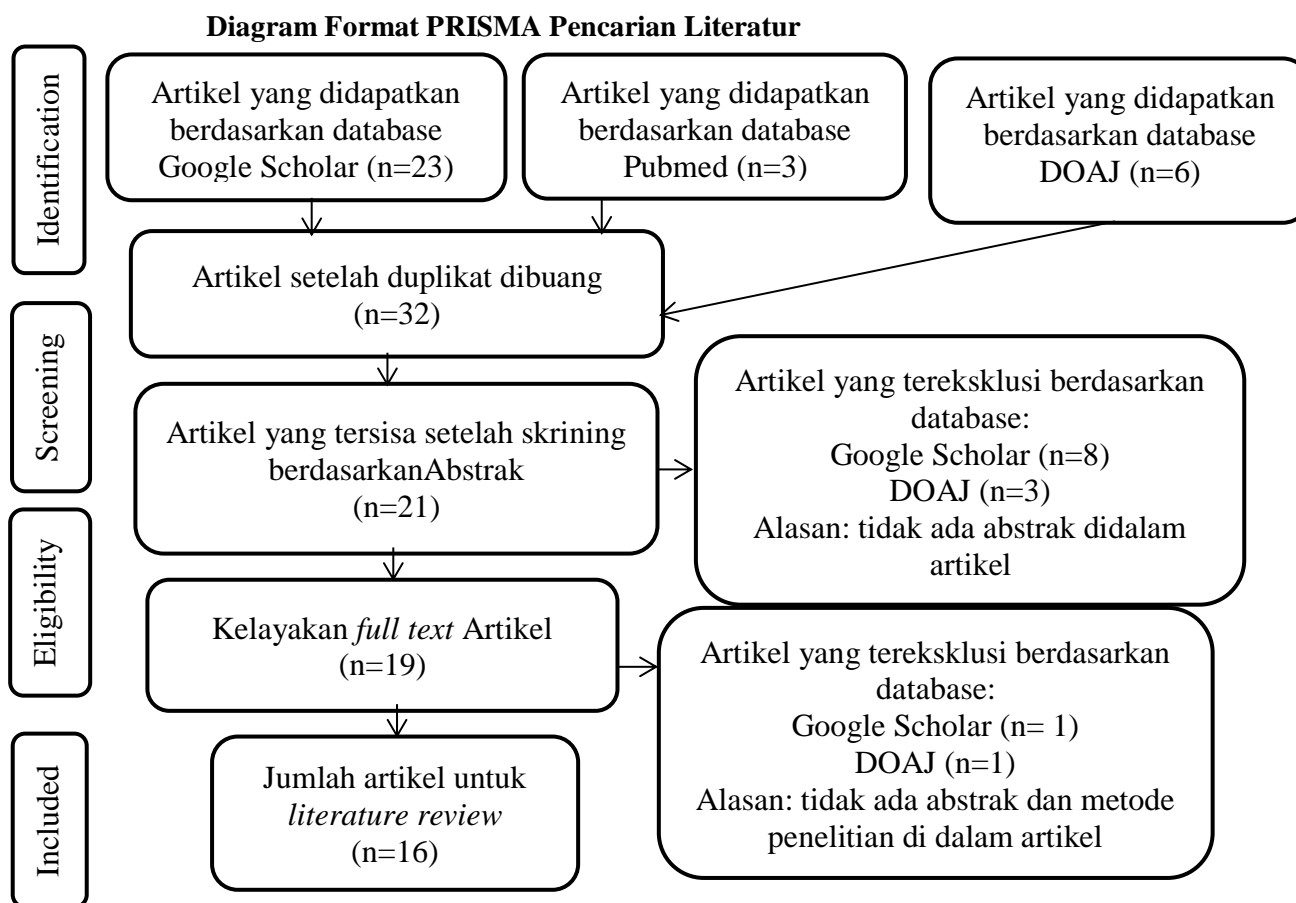 Diagram Format PRISMA Pencarian Literatur
Identification
Artikel yang didapatkan
berdasarkan database
Google Scholar (n=23)
Artikel yang didapatkan
berdasarkan database
Pubmed (n=3)
Artikel yang didapatkan
berdasarkan database
DOAJ (n=6)
Artikel setelah duplikat dibuang
(n=32)
Screening
Artikel yang tersisa setelah skrining
berdasarkanAbstrak
(n=21)
Artikel yang tereksklusi berdasarkan
database:
Google Scholar (n=8)
DOAJ (n=3)
Alasan: tidak ada abstrak didalam
artikel
Eligibility
Kelayakan full text Artikel
(n=19)
Artikel yang tereksklusi berdasarkan
database:
Google Scholar (n= 1)
DOAJ (n=1)
Alasan: tidak ada abstrak dan metode
penelitian di dalam artikel
Included
Jumlah artikel untuk
literature review
(n=16)